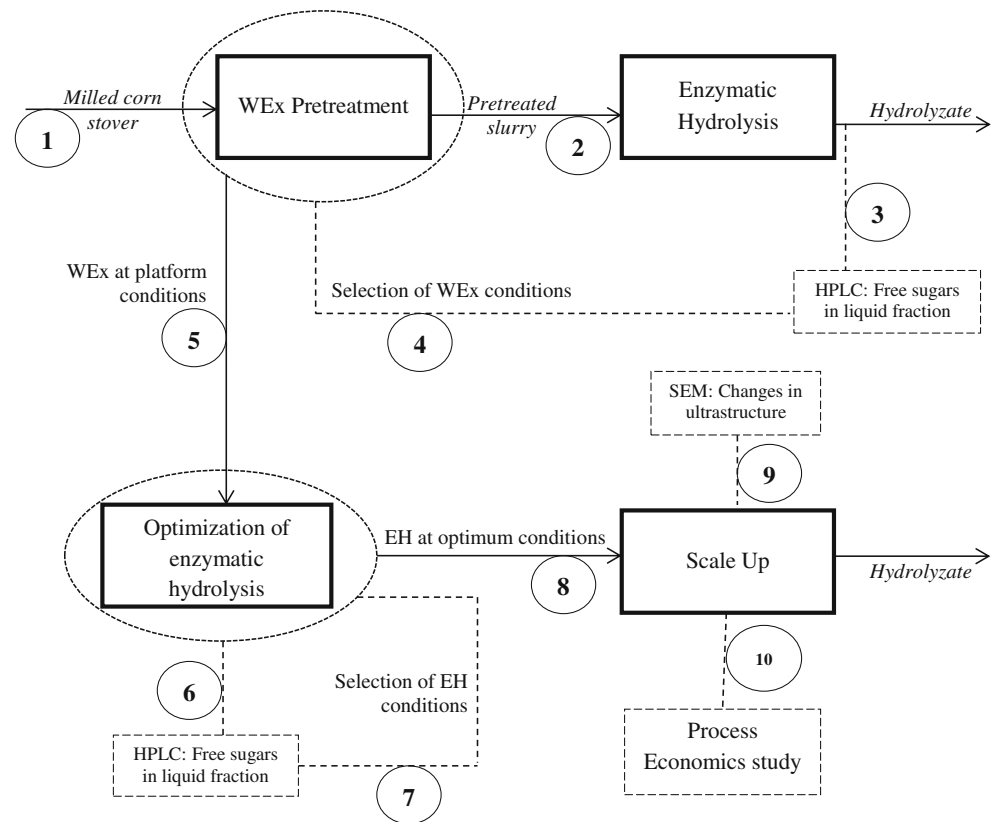 Milled corn
stover
1
WEx Pretreatment
Pretreated
slurry
2
Enzymatic
Hydrolysis
Hydrolyzate
3
HPLC: Free sugars
in liquid fraction
Selection of WEx conditions
4
WEx at platform
conditions
5
Optimization of
enzymatic
hydrolysis
6
HPLC: Free sugars
in liquid fraction
7
Selection of EH
conditions
EH at optimum conditions
8
SEM: Changes in
ultrastructure
9
Scale Up
Hydrolyzate
10
Process
Economics study